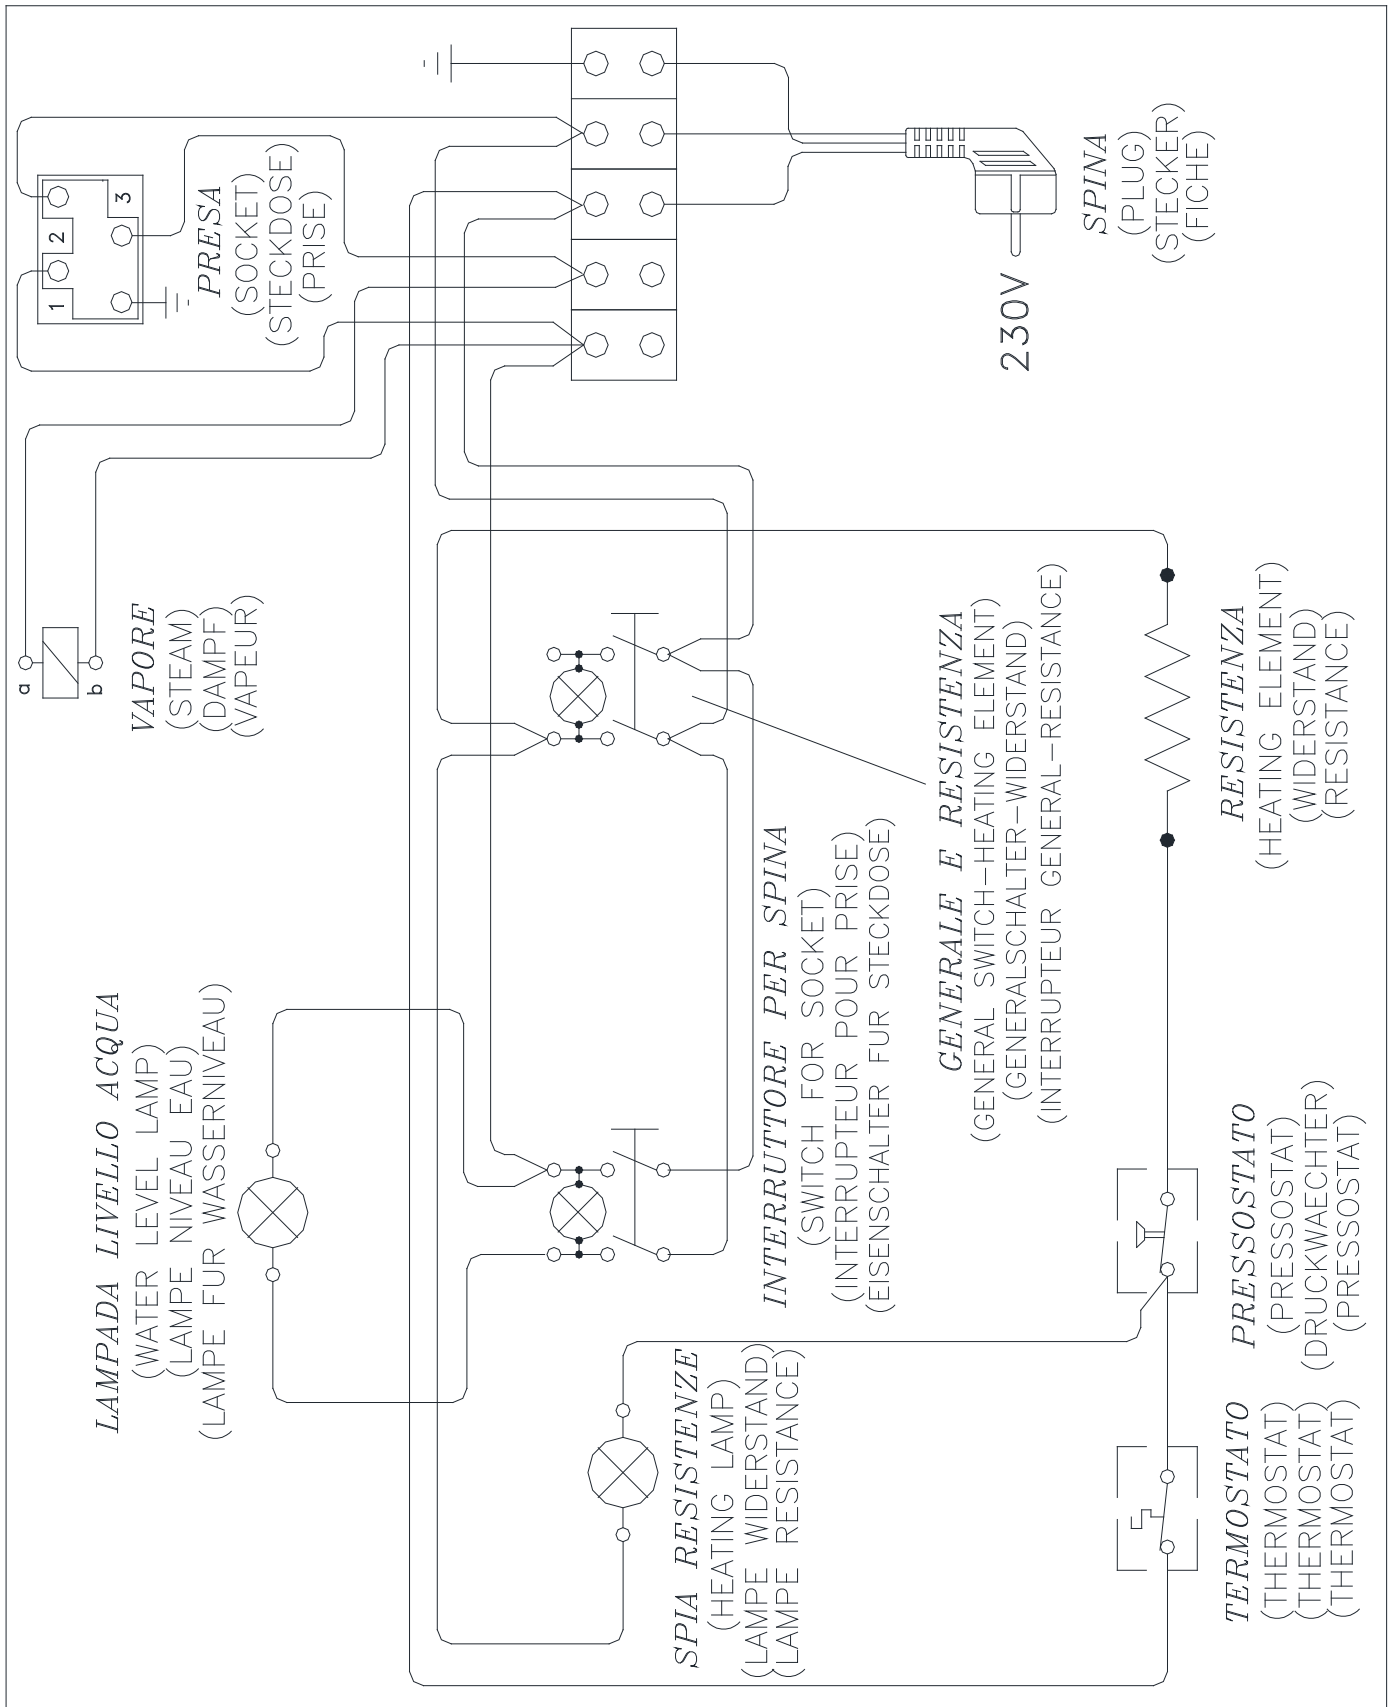 1
2
3
PRESA
(SOCKET)
(STECKDOSE)
(PRISE)
SPINA
(PLUG)
(STECKER)
(FICHE)
230V
a
b
VAPORE
(STEAM)
(DAMPF)
(VAPEUR)
GENERALE E RESISTENZA
(GENERAL SWITCH-HEATING ELEMENT)
(GENERALSCHALTER-WIDERSTAND)
(INTERRUPTEUR GENERAL-RESISTANCE)
RESISTENZA
(HEATING ELEMENT)
(WIDERSTAND)
(RESISTANCE)
INTERRUTTORE PER SPINA
(SWITCH FOR SOCKET)
(INTERRUPTEUR POUR PRISE)
(EISENSCHALTER FUR STECKDOSE)
LAMPADA LIVELLO ACQUA
(WATER LEVEL LAMP)
(LAMPE NIVEAU EAU)
(LAMPE FUR WASSERNIVEAU)
PRESSOSTATO
(PRESSOSTAT)
(DRUCKWAECHTER)
(PRESSOSTAT)
SPIA RESISTENZE
(HEATING LAMP)
(LAMPE WIDERSTAND)
(LAMPE RESISTANCE)
TERMOSTATO
(THERMOSTAT)
(THERMOSTAT)
(THERMOSTAT)